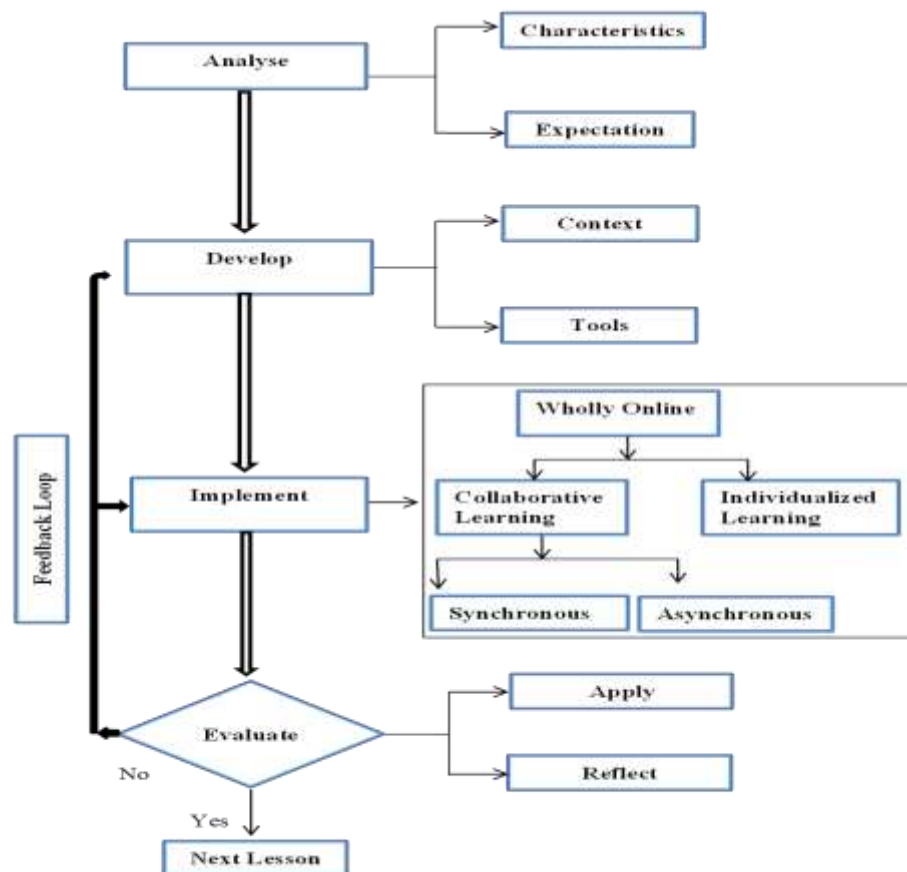 Analyse
Characteristics
Expectation
Develop
Context
Tools
Feedback Loop
Implement
Wholly Online
Collaborative
Learning
Individualized
Learning
Synchronous
Asynchronous
Evaluate
Apply
Reflect
No
Yes
Next Lesson